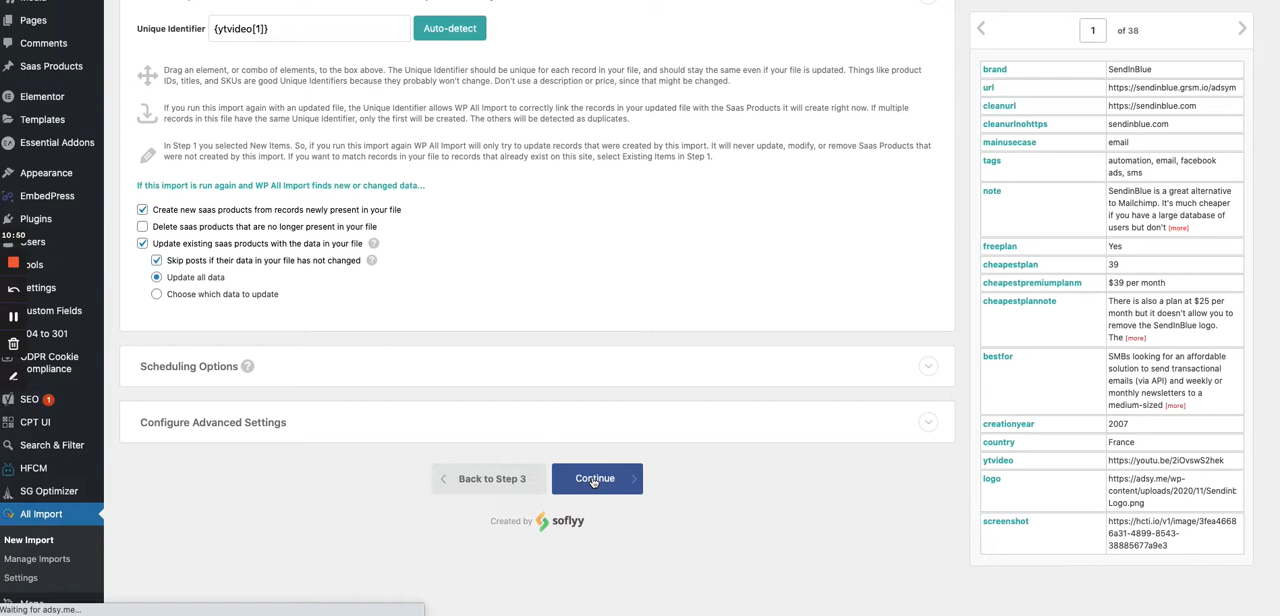 Pages
Comments
Saas Products
Elementor
Templates
Essential Addons
Appearance
EmbedPress
Plugins
10:50
Users
ools
ettings
ustom Fields
04 to 301
GDPR Cookie
ompliance
SEO 1
CPT UI
Search & Filter
HFCM
SG Optimizer
All Import
New Import
Manage Imports
Settings
Waiting for adsy.me...
Unique Identifier {ytvideo[1]} Auto-detect
Drag an element, or combo of elements, to the box above. The Unique Identifier should be unique for each record in your file, and should stay the same even if your file is updated. Things like product
IDs, titles, and SKUs are good Unique Identifiers because they probably won't change. Don't use a description or price, since that might be changed.
If you run this import again with an updated file, the Unique Identifier allows WP All Import to correctly link the records in your updated file with the Saas Products it will create right now. If multiple
records in this file have the same Unique Identifier, only the first will be created. The others will be detected as duplicates.
In Step 1 you selected New Items. So, if you run this import again WP All Import will only try to update records that were created by this import. It will never update, modify, or remove Saas Products that
were not created by this import. If you want to match records in your file to records that already exist on this site, select Existing Items in Step 1.
If this import is run again and WP All Import finds new or changed data...
Create new saas products from records newly present in your file
Delete saas products that are no longer present in your file
Update existing saas products with the data in your file ?
Skip posts if their data in your file has not changed ?
Update all data
Choose which data to update
Scheduling Options ?
Configure Advanced Settings
Back to Step 3
Continue
Created by soflyy
1 of 38
brand SendInBlue
url https://sendinblue.grsm.io/adsym
cleanurl https://sendinblue.com
cleanurlnohttps sendinblue.com
mainusecase email
tags automation, email, facebook
ads, sms
note SendinBlue is a great alternative
to Mailchimp. It's much cheaper
if you have a large database of
users but don't [more]
freeplan Yes
cheapestplan 39
cheapestpremiumplanm $39 per month
cheapestplannote There is also a plan at $25 per
month but it doesn't allow you to
remove the SendInBlue logo.
The [more]
bestfor SMBs looking for an affordable
solution to send transactional
emails (via API) and weekly or
monthly newsletters to a
medium-sized [more]
creationyear 2007
country France
ytvideo https://youtu.be/2iOvswS2hek
logo https://adsy.me/wp-
content/uploads/2020/11/Sendinb
Logo.png
screenshot https://hcti.io/v1/image/3fea4668
6a31-4899-8543-
38885677a9e3